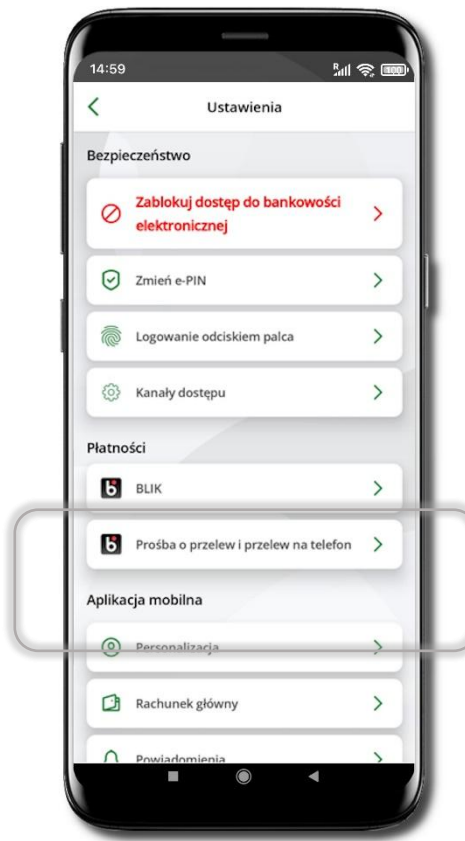 14:59
R
100
Ustawienia
Bezpieczeństwo
Zablokuj dostęp do bankowości
elektronicznej
Zmień e-PIN
Logowanie odciskiem palca
Kanały dostępu
Płatności
BLIK
Prośba o przelew i przelew na telefon
Aplikacja mobilna
Personalizacja
Rachunek główny
Powiadomienia